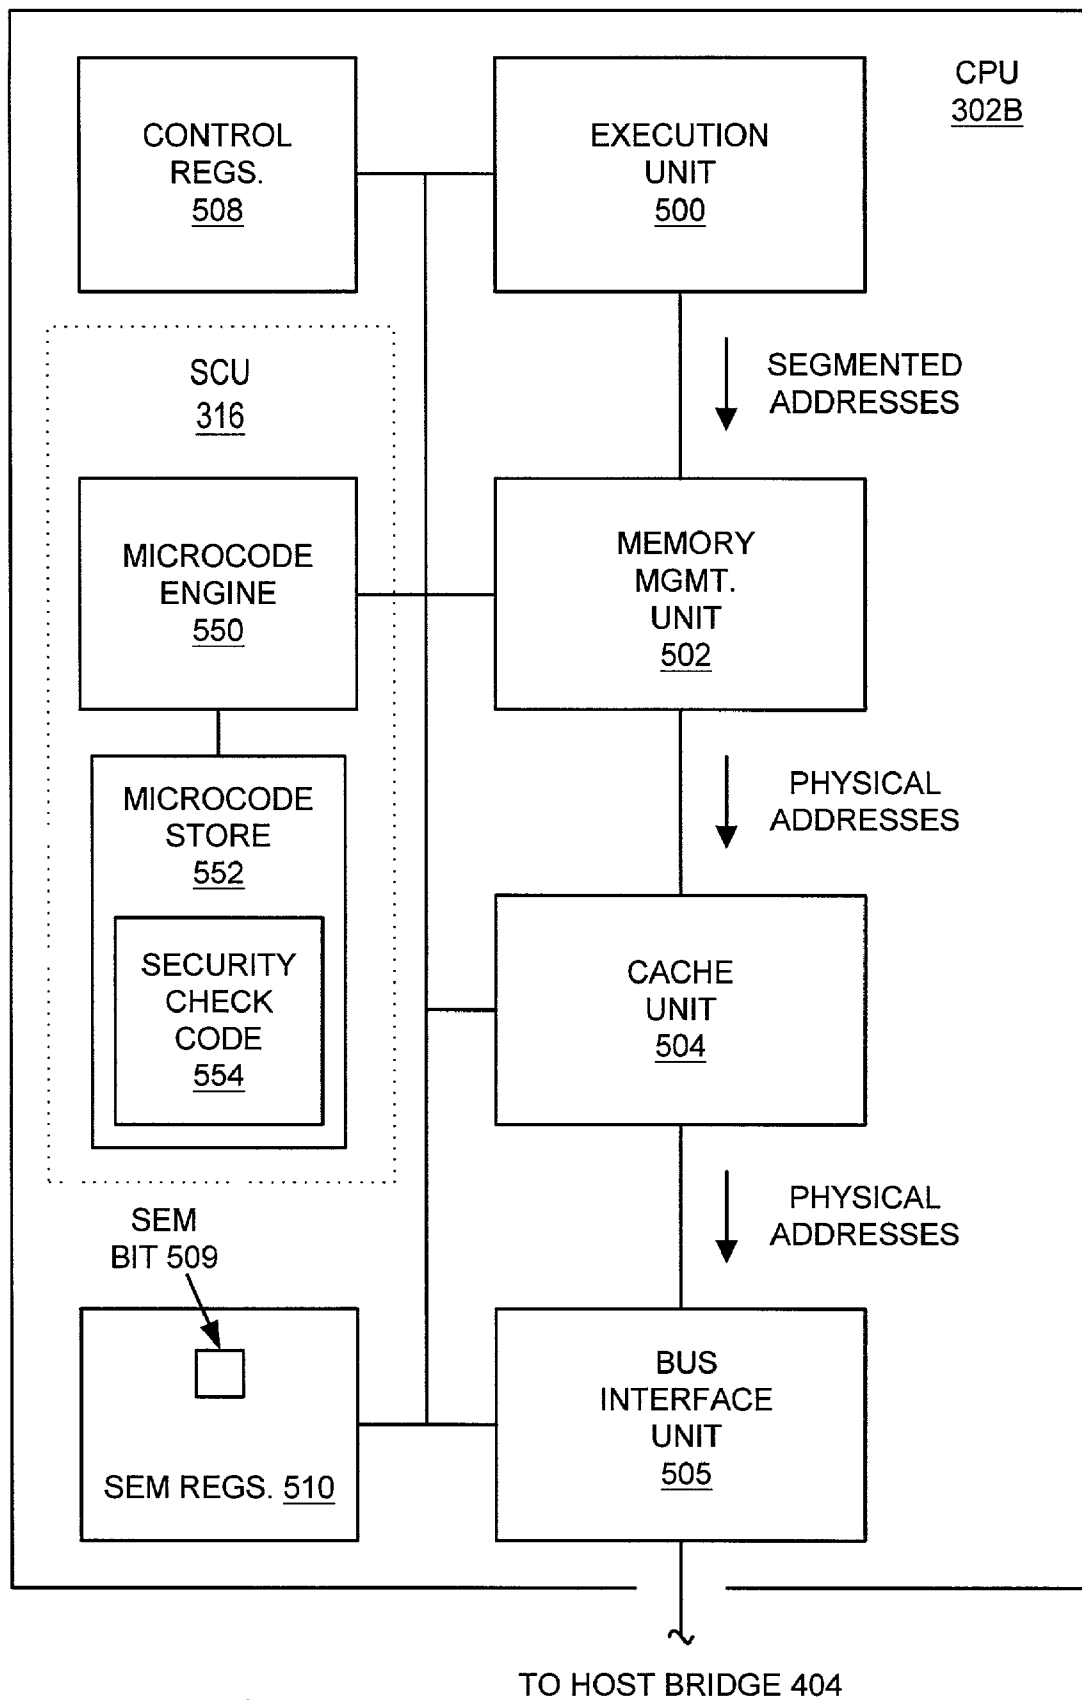 CPU
302B
CONTROL
REGS.
508
EXECUTION
UNIT
500
SEGMENTED
ADDRESSES
SCU
316
MICROCODE
ENGINE
550
MEMORY
MGMT.
UNIT
502
MICROCODE
STORE
552
PHYSICAL
ADDRESSES
SECURITY
CHECK
CODE
554
CACHE
UNIT
504
PHYSICAL
ADDRESSES
SEM
BIT 509
SEM REGS. 510
BUS
INTERFACE
UNIT
505
TO HOST BRIDGE 404